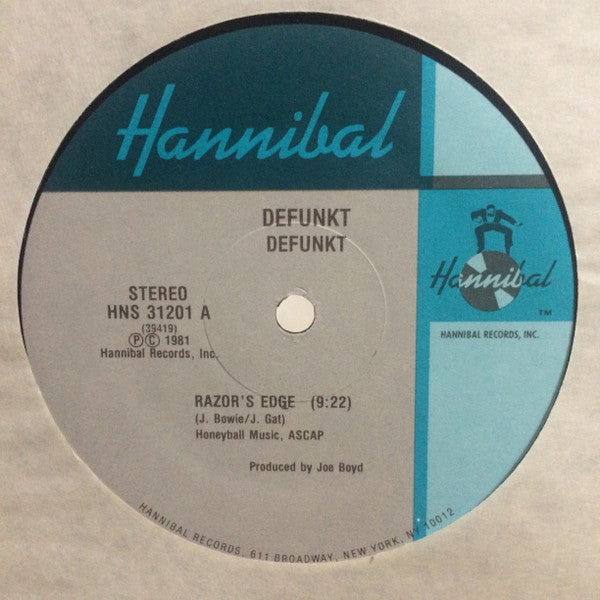 Hannibal
DEFUNKT
DEFUNKT
Hannibal
TM
HANNIBAL RECORDS, INC.
STEREO
HNS 31201 A
(39419)
Ⓟ Ⓒ 1981
Hannibal Records, Inc.
RAZOR'S EDGE (9:22)
(J. Bowie/J. Gat)
Honeyball Music, ASCAP
Produced by Joe Boyd
HANNIBAL RECORDS, 611 BROADWAY, NEW YORK, NY 10012